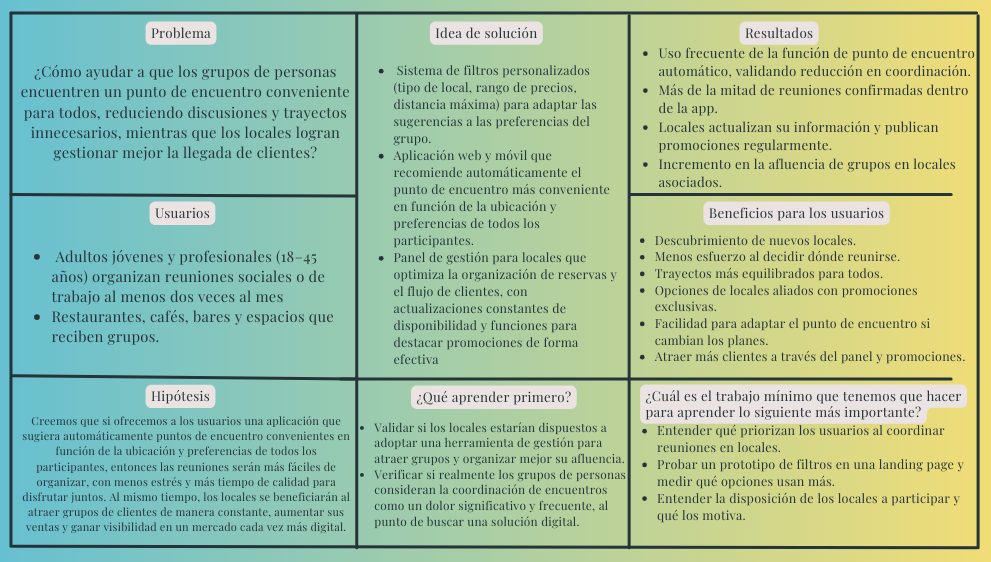 Problema
¿Cómo ayudar a que los grupos de personas
encuentren un punto de encuentro conveniente
para todos, reduciendo discusiones y trayectos
innecesarios, mientras que los locales logran
gestionar mejor la llegada de clientes?
Usuarios
• Adultos jóvenes y profesionales (18–45
años) organizan reuniones sociales o de
trabajo al menos dos veces al mes
• Restaurantes, cafés, bares y espacios que
reciben grupos.
Hipótesis
Creemos que si ofrecemos a los usuarios una aplicación que
sugiera automáticamente puntos de encuentro convenientes en
función de la ubicación y preferencias de todos los
participantes, entonces las reuniones serán más fáciles de
organizar, con menos estrés y más tiempo de calidad para
disfrutar juntos. Al mismo tiempo, los locales se beneficiarán al
atraer grupos de clientes de manera constante, aumentar sus
ventas y ganar visibilidad en un mercado cada vez más digital.
Idea de solución
• Sistema de filtros personalizados
(tipo de local, rango de precios,
distancia máxima) para adaptar las
sugerencias a las preferencias del
grupo.
• Aplicación web y móvil que
recomiende automáticamente el
punto de encuentro más conveniente
en función de la ubicación y
preferencias de todos los
participantes.
• Panel de gestión para locales que
optimiza la organización de reservas y
el flujo de clientes, con
actualizaciones constantes de
disponibilidad y funciones para
destacar promociones de forma
efectiva
¿Qué aprender primero?
• Validar si los locales estarían dispuestos a
adoptar una herramienta de gestión para
atraer grupos y organizar mejor su afluencia.
• Verificar si realmente los grupos de personas
consideran la coordinación de encuentros
como un dolor significativo y frecuente, al
punto de buscar una solución digital.
Resultados
• Uso frecuente de la función de punto de encuentro
automático, validando reducción en coordinación.
• Más de la mitad de reuniones confirmadas dentro
de la app.
• Locales actualizan su información y publican
promociones regularmente.
• Incremento en la afluencia de grupos en locales
asociados.
Beneficios para los usuarios
• Descubrimiento de nuevos locales.
• Menos esfuerzo al decidir dónde reunirse.
• Trayectos más equilibrados para todos.
• Opciones de locales aliados con promociones
exclusivas.
• Facilidad para adaptar el punto de encuentro si
cambian los planes.
• Atraer más clientes a través del panel y promociones.
¿Cuál es el trabajo mínimo que tenemos que hacer
para aprender lo siguiente más importante?
• Entender qué priorizan los usuarios al coordinar
reuniones en locales.
• Probar un prototipo de filtros en una landing page y
medir qué opciones usan más.
• Entender la disposición de los locales a participar y
qué los motiva.